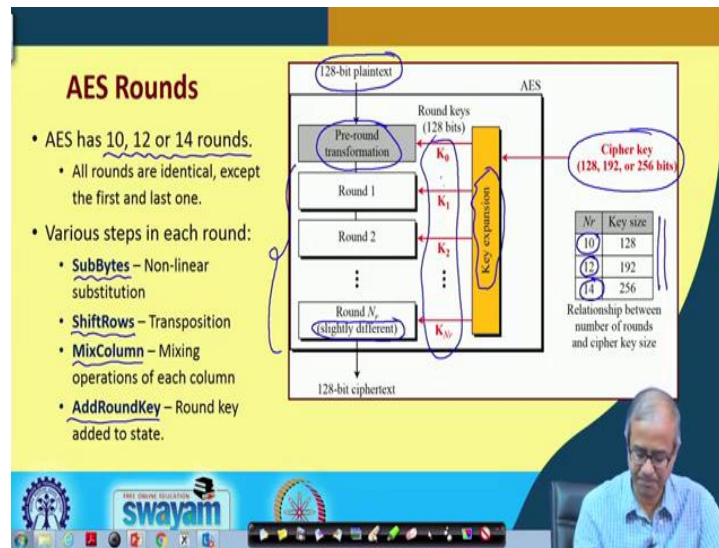 AES Rounds
• AES has 10, 12 or 14 rounds.
• All rounds are identical, except
the first and last one.
• Various steps in each round:
• SubBytes – Non-linear
substitution
• ShiftRows – Transposition
• MixColumn – Mixing
operations of each column
• AddRoundKey – Round key
added to state.
128-bit plaintext
AES
Round keys
(128 bits)
Pre-round
transformation
K0
Round 1
K1
Round 2
K2
Round Nr
(slightly different)
KNr
Key expansion
128-bit ciphertext
Cipher key
(128, 192, or 256 bits)
Nr Key size
10 128
12 192
14 256
Relationship between
number of rounds
and cipher key size
FREE ONLINE EDUCATION
swayam